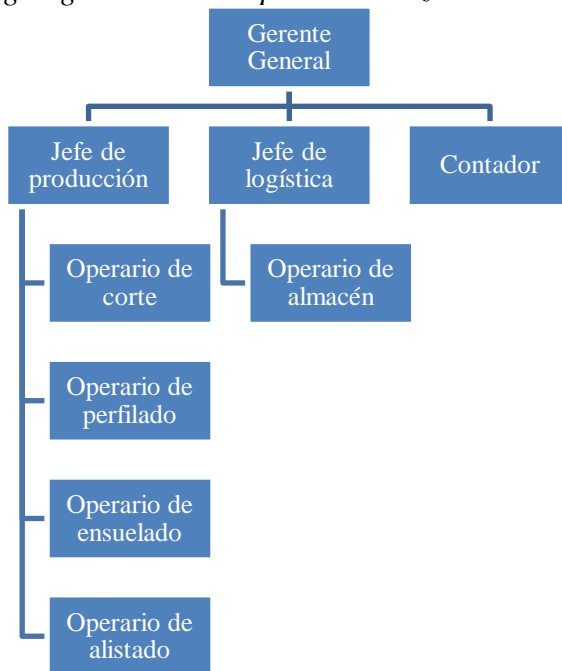 Gerente
General
Jefe de
producción
Jefe de
logística
Contador
Operario de
corte
Operario de
almacén
Operario de
perfilado
Operario de
ensuelado
Operario de
alistado